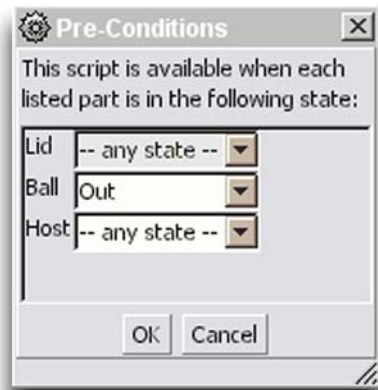 Pre-Conditions
This script is available when each
listed part is in the following state:
Lid -- any state --
Ball Out
Host -- any state --
OK Cancel